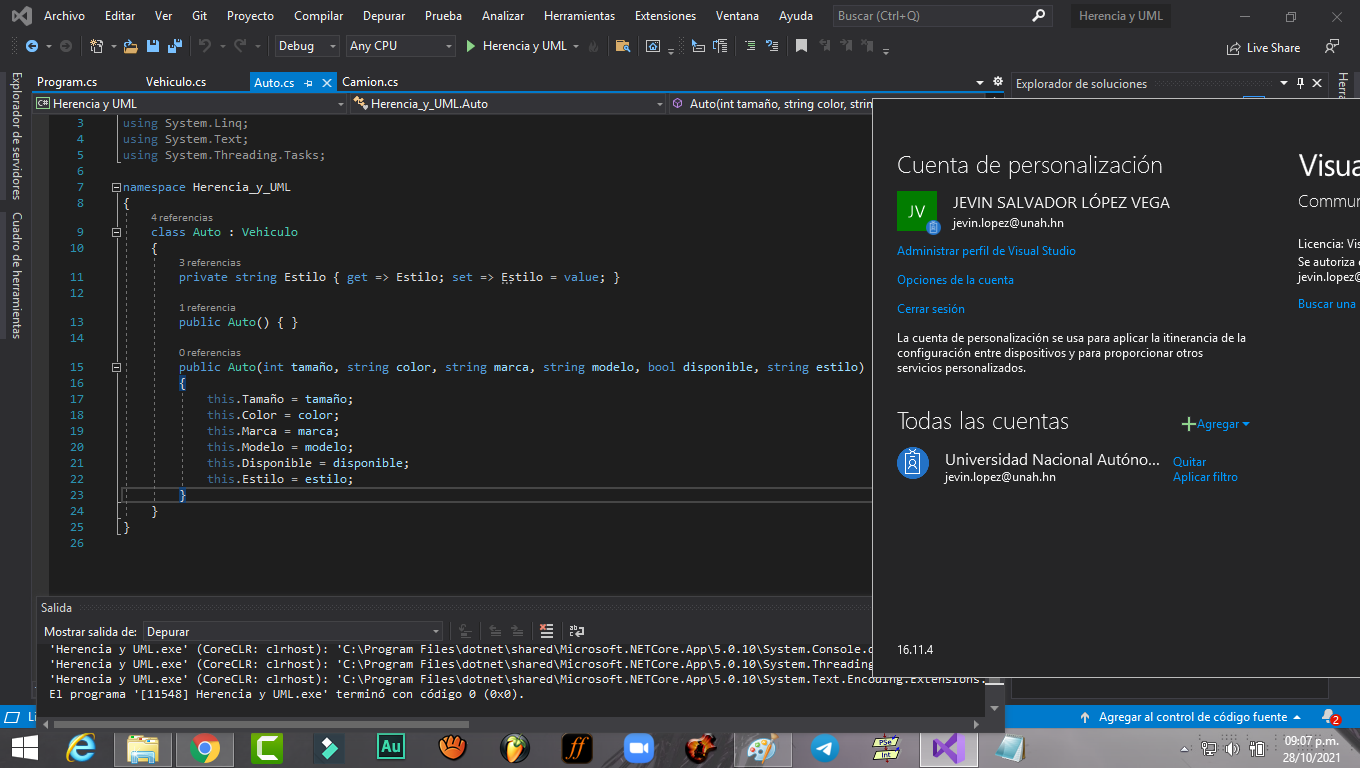 Archivo Editar Ver Git Proyecto Compilar Depurar Prueba Analizar Herramientas Extensiones Ventana Ayuda Buscar (Ctrl+Q) Herencia y UML
Debug Any CPU Herencia y UML Live Share
Explorador de servidores
Cuadro de herramientas
Program.cs Vehiculo.cs Auto.cs Camion.cs
Explorador de soluciones
Herencia y UML Herencia_y_UML.Auto Auto(int tamaño, string color, strin
3 using System.Linq;
4 using System.Text;
5 using System.Threading.Tasks;
6
7 namespace Herencia_y_UML
8 {
4 referencias
9 class Auto : Vehiculo
10 {
3 referencias
11 private string Estilo { get => Estilo; set => Estilo = value; }
12
1 referencia
13 public Auto() { }
14
0 referencias
15 public Auto(int tamaño, string color, string marca, string modelo, bool disponible, string estilo)
16 {
17 this.Tamaño = tamaño;
18 this.Color = color;
19 this.Marca = marca;
20 this.Modelo = modelo;
21 this.Disponible = disponible;
22 this.Estilo = estilo;
23 }
24 }
25 }
26
Cuenta de personalización
JV
JEVIN SALVADOR LÓPEZ VEGA
jevin.lopez@unah.hn
Administrar perfil de Visual Studio
Opciones de la cuenta
Cerrar sesión
La cuenta de personalización se usa para aplicar la itinerancia de la
configuración entre dispositivos y para proporcionar otros
servicios personalizados.
Todas las cuentas Agregar
Universidad Nacional Autóno... Quitar
jevin.lopez@unah.hn Aplicar filtro
16.11.4
Visua
Commun
Licencia: Vis
Se autoriza
jevin.lopez@
Buscar una
Salida
Mostrar salida de: Depurar
'Herencia y UML.exe' (CoreCLR: clrhost): 'C:\Program Files\dotnet\shared\Microsoft.NETCore.App\5.0.10\System.Console.d
'Herencia y UML.exe' (CoreCLR: clrhost): 'C:\Program Files\dotnet\shared\Microsoft.NETCore.App\5.0.10\System.Threading
'Herencia y UML.exe' (CoreCLR: clrhost): 'C:\Program Files\dotnet\shared\Microsoft.NETCore.App\5.0.10\System.Text.Encoding.Extensions.
El programa '[11548] Herencia y UML.exe' terminó con código 0 (0x0).
Agregar al control de código fuente 2
Au
ff
PSe
Int
09:07 p.m.
28/10/2021